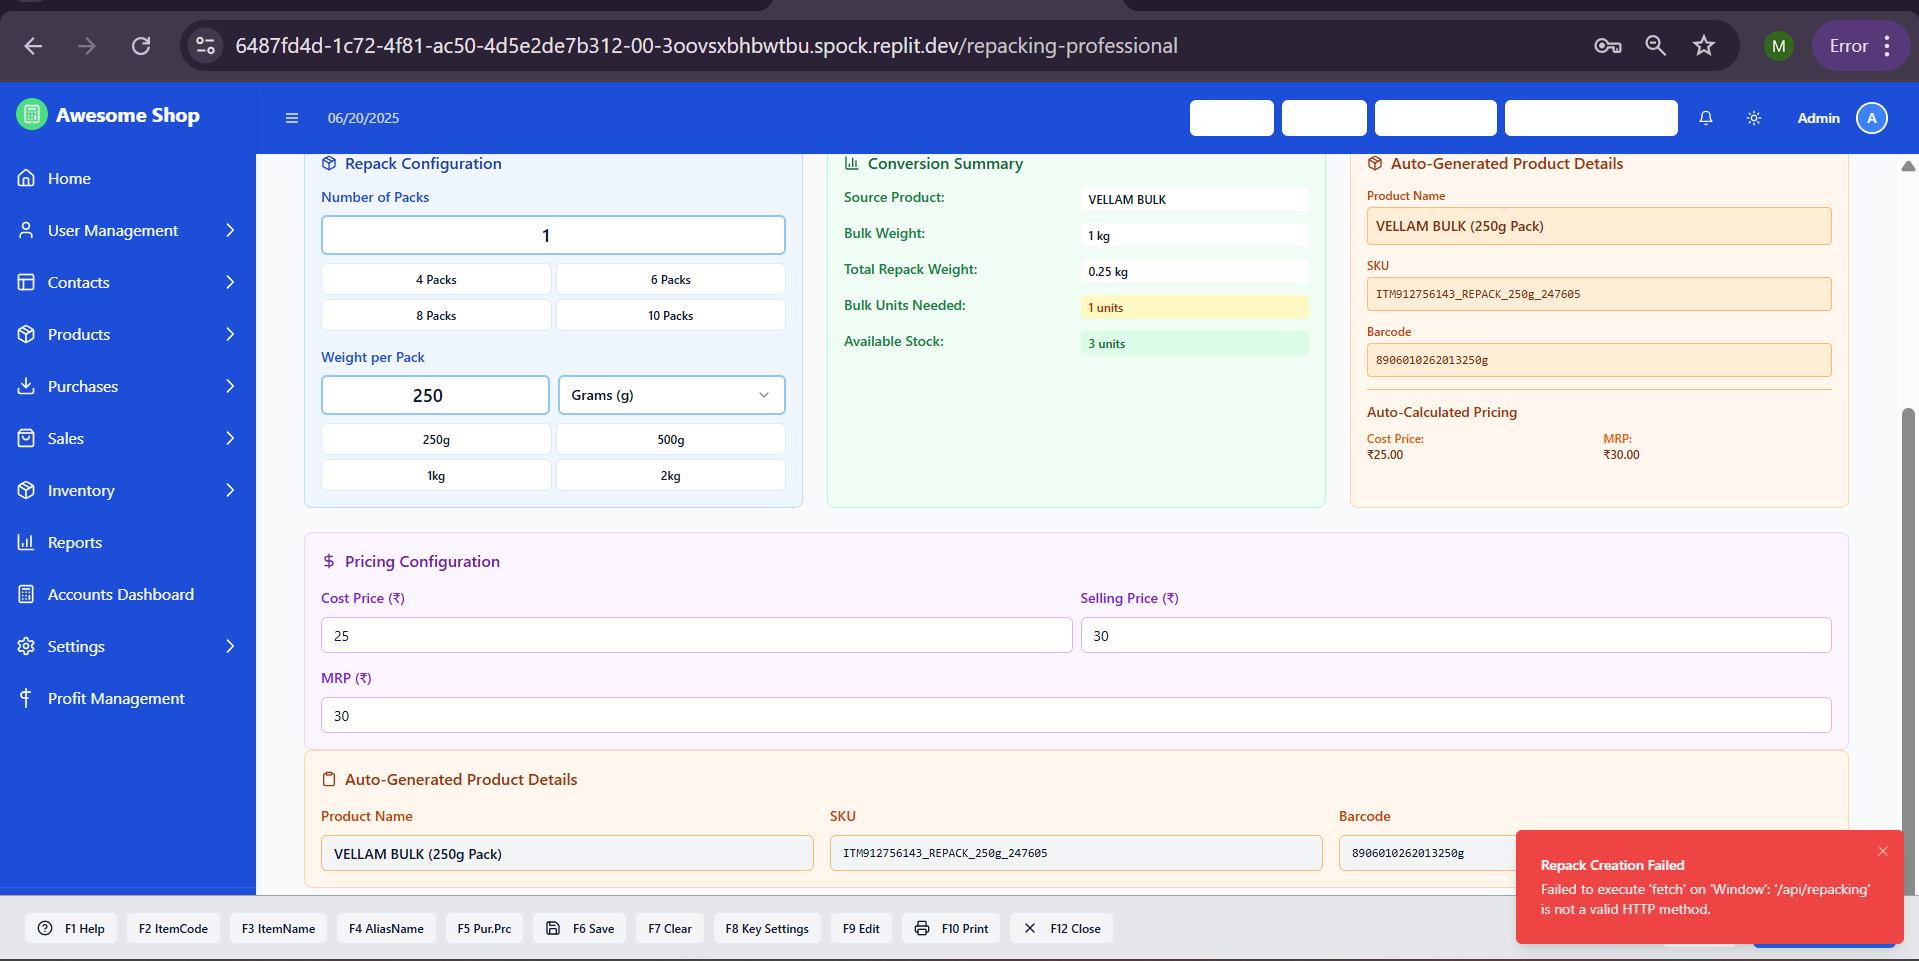 6487fd4d-1c72-4f81-ac50-4d5e2de7b312-00-3oovsxbhbwtbu.spock.replit.dev/repacking-professional
M
Error
Awesome Shop
06/20/2025
Admin
A
Home
User Management
Contacts
Products
Purchases
Sales
Inventory
Reports
Accounts Dashboard
Settings
Profit Management
Repack Configuration
Number of Packs
1
4 Packs
6 Packs
8 Packs
10 Packs
Weight per Pack
250
Grams (g)
250g
500g
1kg
2kg
Conversion Summary
Source Product:
VELLAM BULK
Bulk Weight:
1 kg
Total Repack Weight:
0.25 kg
Bulk Units Needed:
1 units
Available Stock:
3 units
Auto-Generated Product Details
Product Name
VELLAM BULK (250g Pack)
SKU
ITM912756143_REPACK_250g_247605
Barcode
8906010262013250g
Auto-Calculated Pricing
Cost Price:
₹25.00
MRP:
₹30.00
Pricing Configuration
Cost Price (₹)
25
Selling Price (₹)
30
MRP (₹)
30
Auto-Generated Product Details
Product Name
VELLAM BULK (250g Pack)
SKU
ITM912756143_REPACK_250g_247605
Barcode
8906010262013250g
Repack Creation Failed
Failed to execute 'fetch' on 'Window': '/api/repacking'
is not a valid HTTP method.
F1 Help
F2 ItemCode
F3 ItemName
F4 AliasName
F5 Pur.Prc
F6 Save
F7 Clear
F8 Key Settings
F9 Edit
F10 Print
F12 Close